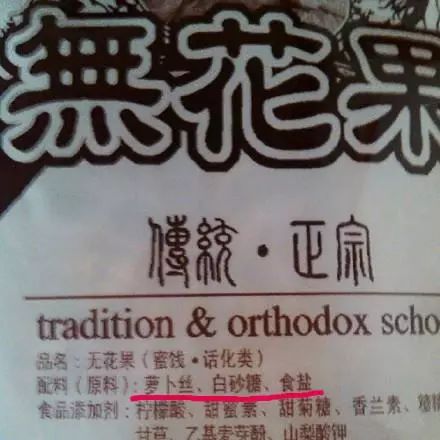 無花果
傳統·正宗
tradition & orthodox scho
品名：无花果（蜜饯·话化类）
配料（原料）：萝卜丝、白砂糖、食盐
食品添加剂：柠檬酸、甜蜜素、甜菊糖、香兰素、糖精
甘草、乙基麦芽酚、山梨酸钾